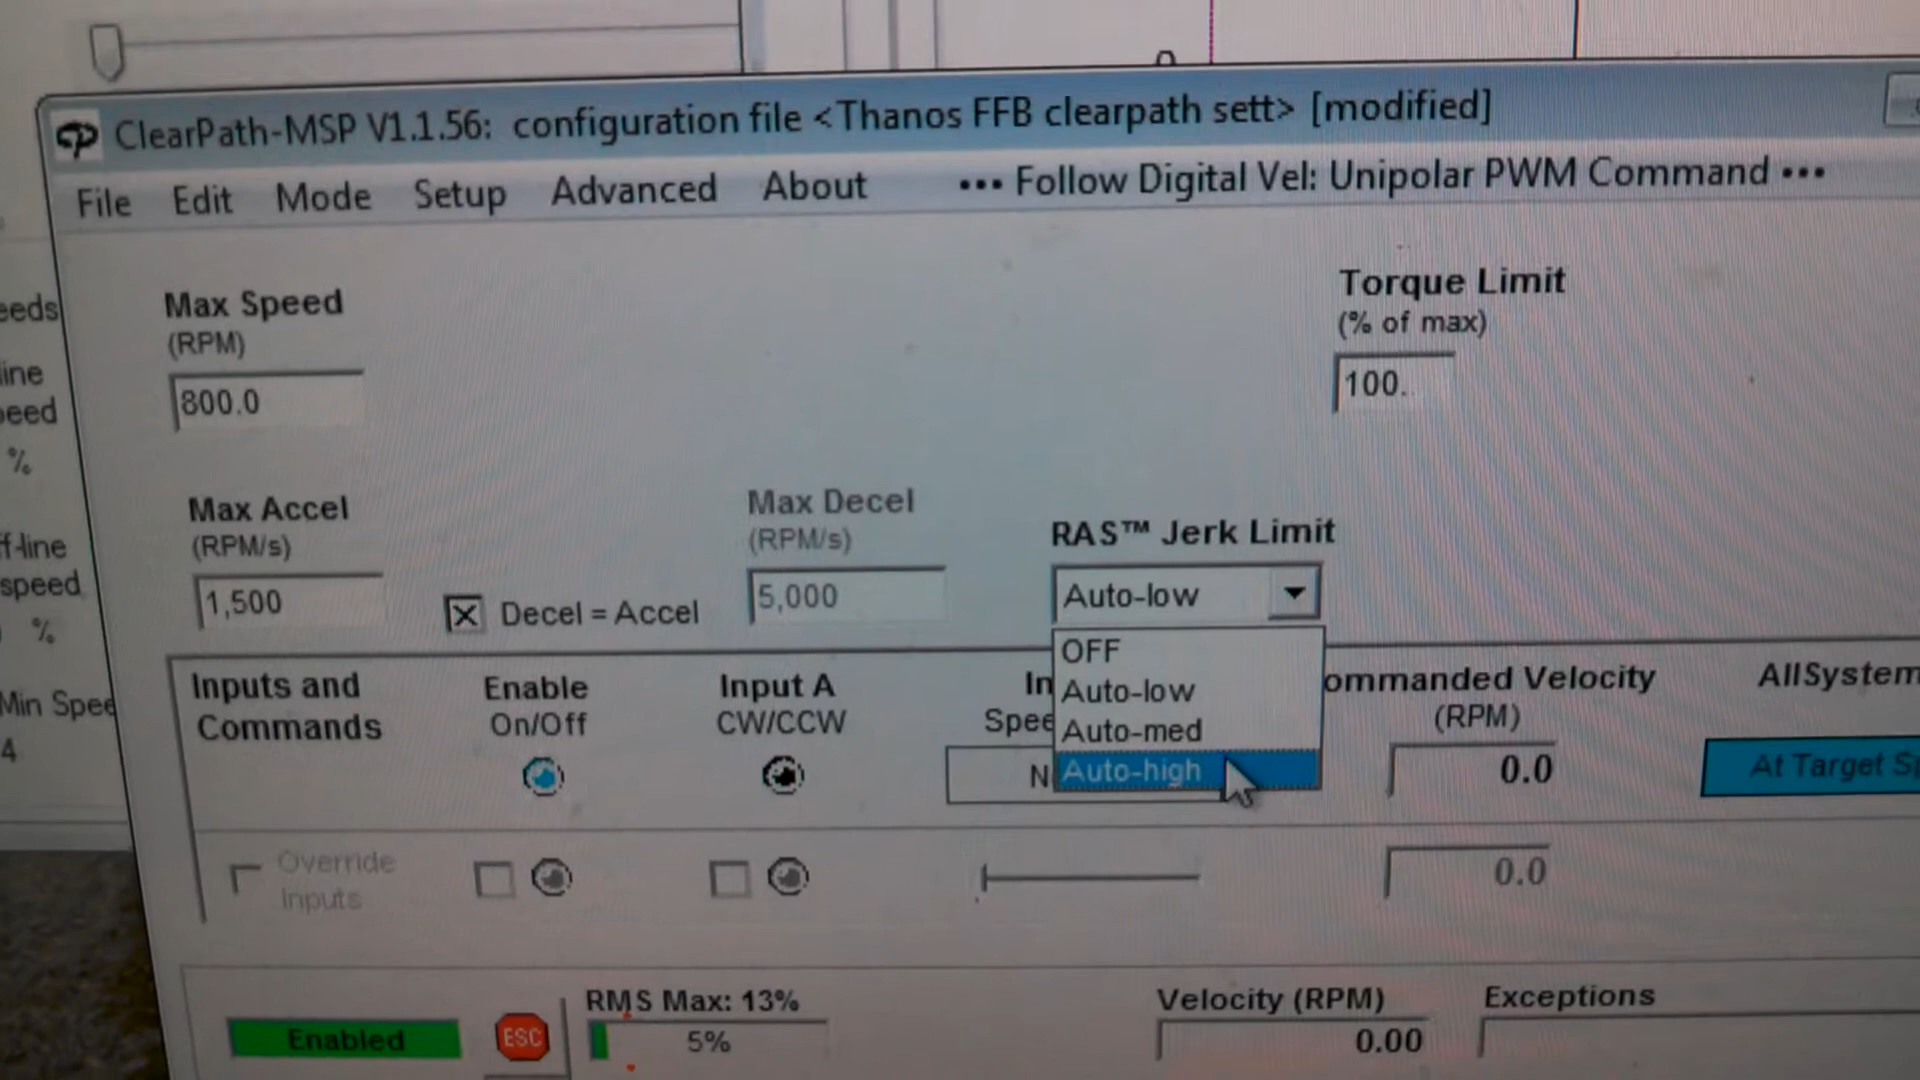 ClearPath-MSP V1.1.56: configuration file <Thanos FFB clearpath sett> [modified]
File Edit Mode Setup Advanced About ••• Follow Digital Vel: Unipolar PWM Command •••
Max Speed
(RPM)
800.0
Torque Limit
(% of max)
100.
Max Accel
(RPM/s)
1,500
Decel = Accel
Max Decel
(RPM/s)
5,000
RAS™ Jerk Limit
Auto-low
OFF
Auto-low
Auto-med
Auto-high
Inputs and
Commands
Enable
On/Off
Input A
CW/CCW
In
Spee
N
ommanded Velocity
(RPM)
0.0
AllSystem
At Target Sp
Override
Inputs
0.0
Enabled
ESC
RMS Max: 13%
5%
Velocity (RPM)
0.00
Exceptions
eeds
ine
peed
%
f-line
speed
%
Min Spee
4